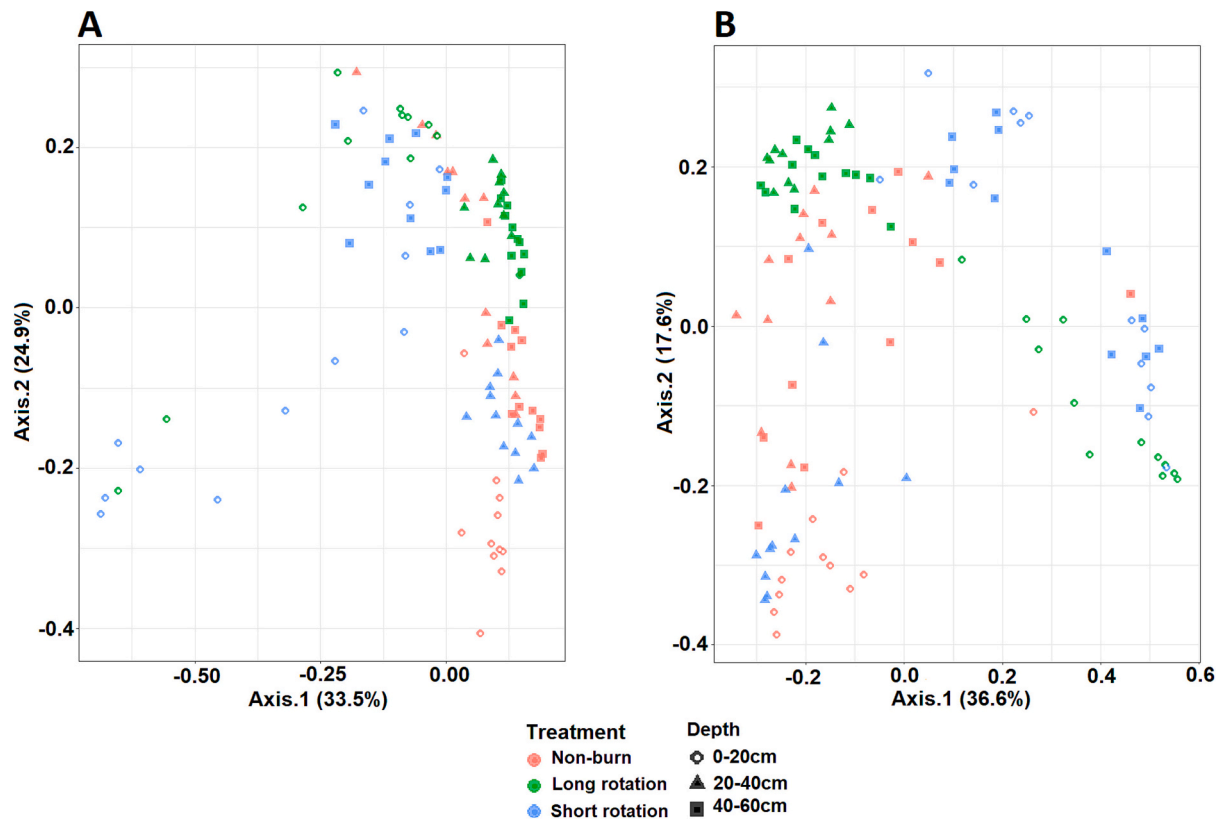 A
B
0.2
0.0
-0.2
-0.4
Axis.2 (24.9%)
-0.50
-0.25
0.00
Axis.1 (33.5%)
0.2
0.0
-0.2
-0.4
Axis.2 (17.6%)
-0.2
0.0
0.2
0.4
0.6
Axis.1 (36.6%)
Treatment
Non-burn
Long rotation
Short rotation
Depth
0-20cm
20-40cm
40-60cm